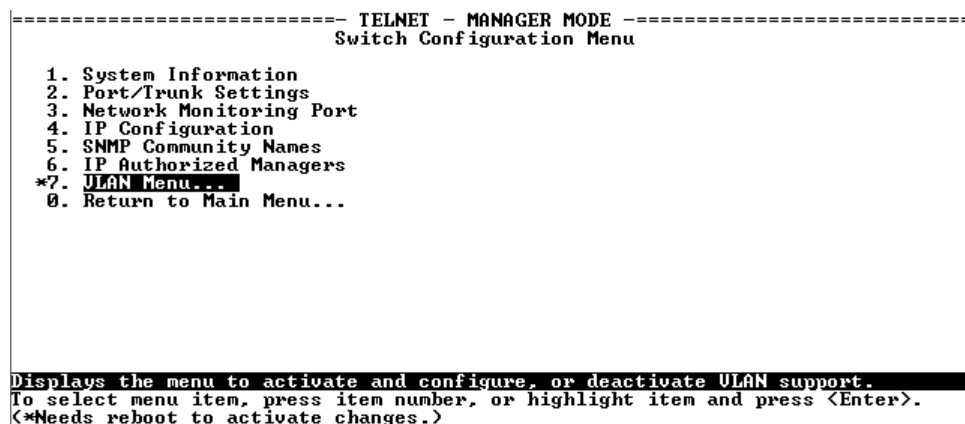 ============================- TELNET - MANAGER MODE -============================
Switch Configuration Menu
1. System Information
2. Port/Trunk Settings
3. Network Monitoring Port
4. IP Configuration
5. SNMP Community Names
6. IP Authorized Managers
*7. VLAN Menu...
0. Return to Main Menu...
Displays the menu to activate and configure, or deactivate VLAN support.
To select menu item, press item number, or highlight item and press <Enter>.
(*Needs reboot to activate changes.)